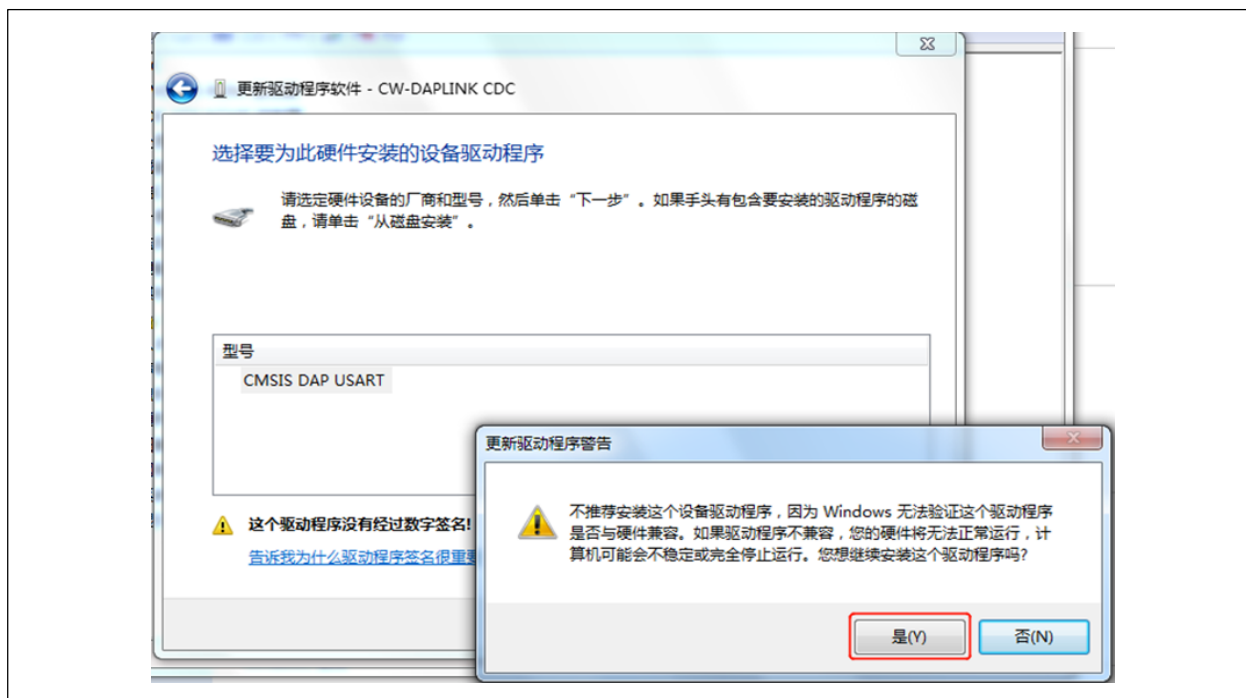 更新驱动程序软件 - CW-DAPLINK CDC
选择要为此硬件安装的设备驱动程序
请选定硬件设备的厂商和型号，然后单击“下一步”。如果手头有包含要安装的驱动程序的磁
盘，请单击“从磁盘安装”。
型号
CMSIS DAP USART
这个驱动程序没有经过数字签名!
告诉我为什么驱动程序签名很重要
更新驱动程序警告
不推荐安装这个设备驱动程序，因为 Windows 无法验证这个驱动程序
是否与硬件兼容。如果驱动程序不兼容，您的硬件将无法正常运行，计
算机可能会不稳定或完全停止运行。您想继续安装这个驱动程序吗?
是(Y)
否(N)